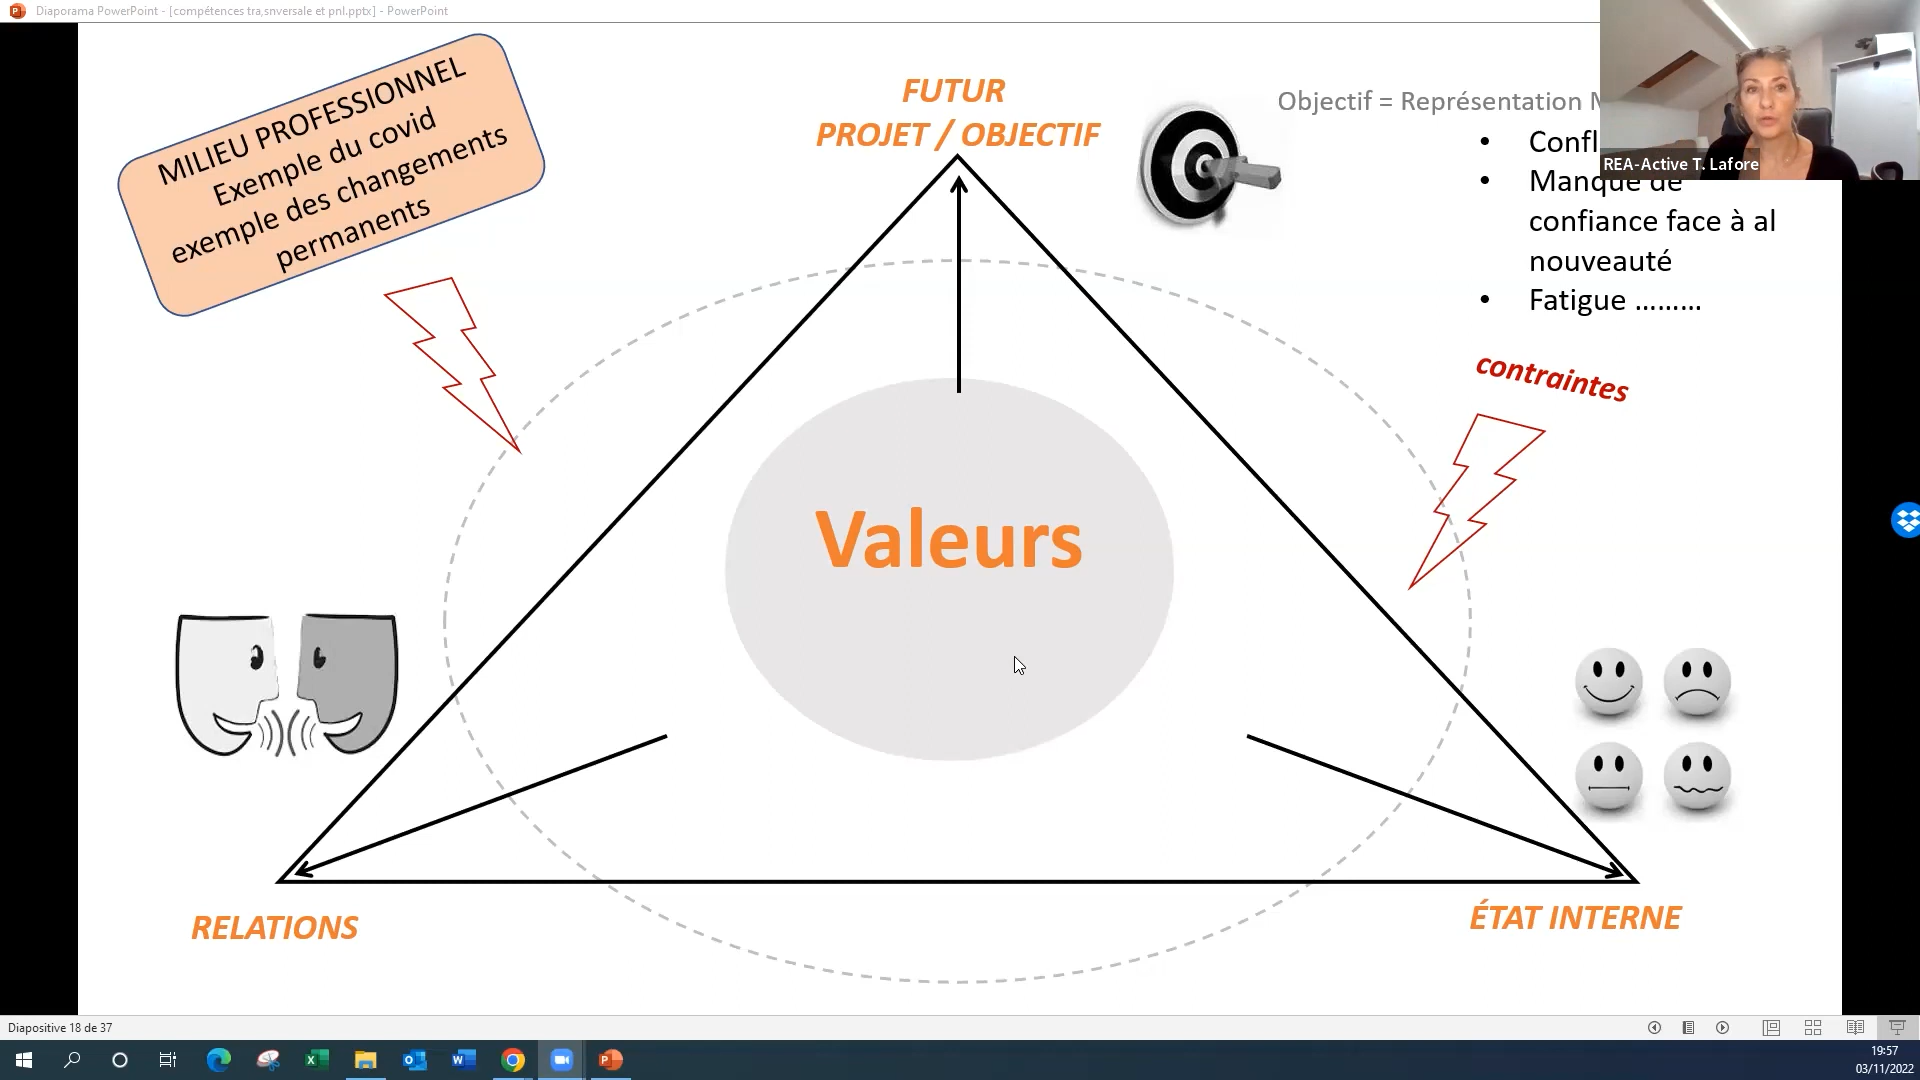 Diaporama PowerPoint - [compétences tra,snversale et pnl.pptx] - PowerPoint
MILIEU PROFESSIONNEL
Exemple du covid
exemple des changements
permanents
FUTUR
PROJET / OBJECTIF
Objectif = Représentation
• Manque de
confiance face à al
nouveauté
• Fatigue ………
REA-Active T. Lafore
contraintes
Valeurs
RELATIONS
ÉTAT INTERNE
Diapositive 18 de 37
19:57
03/11/2022